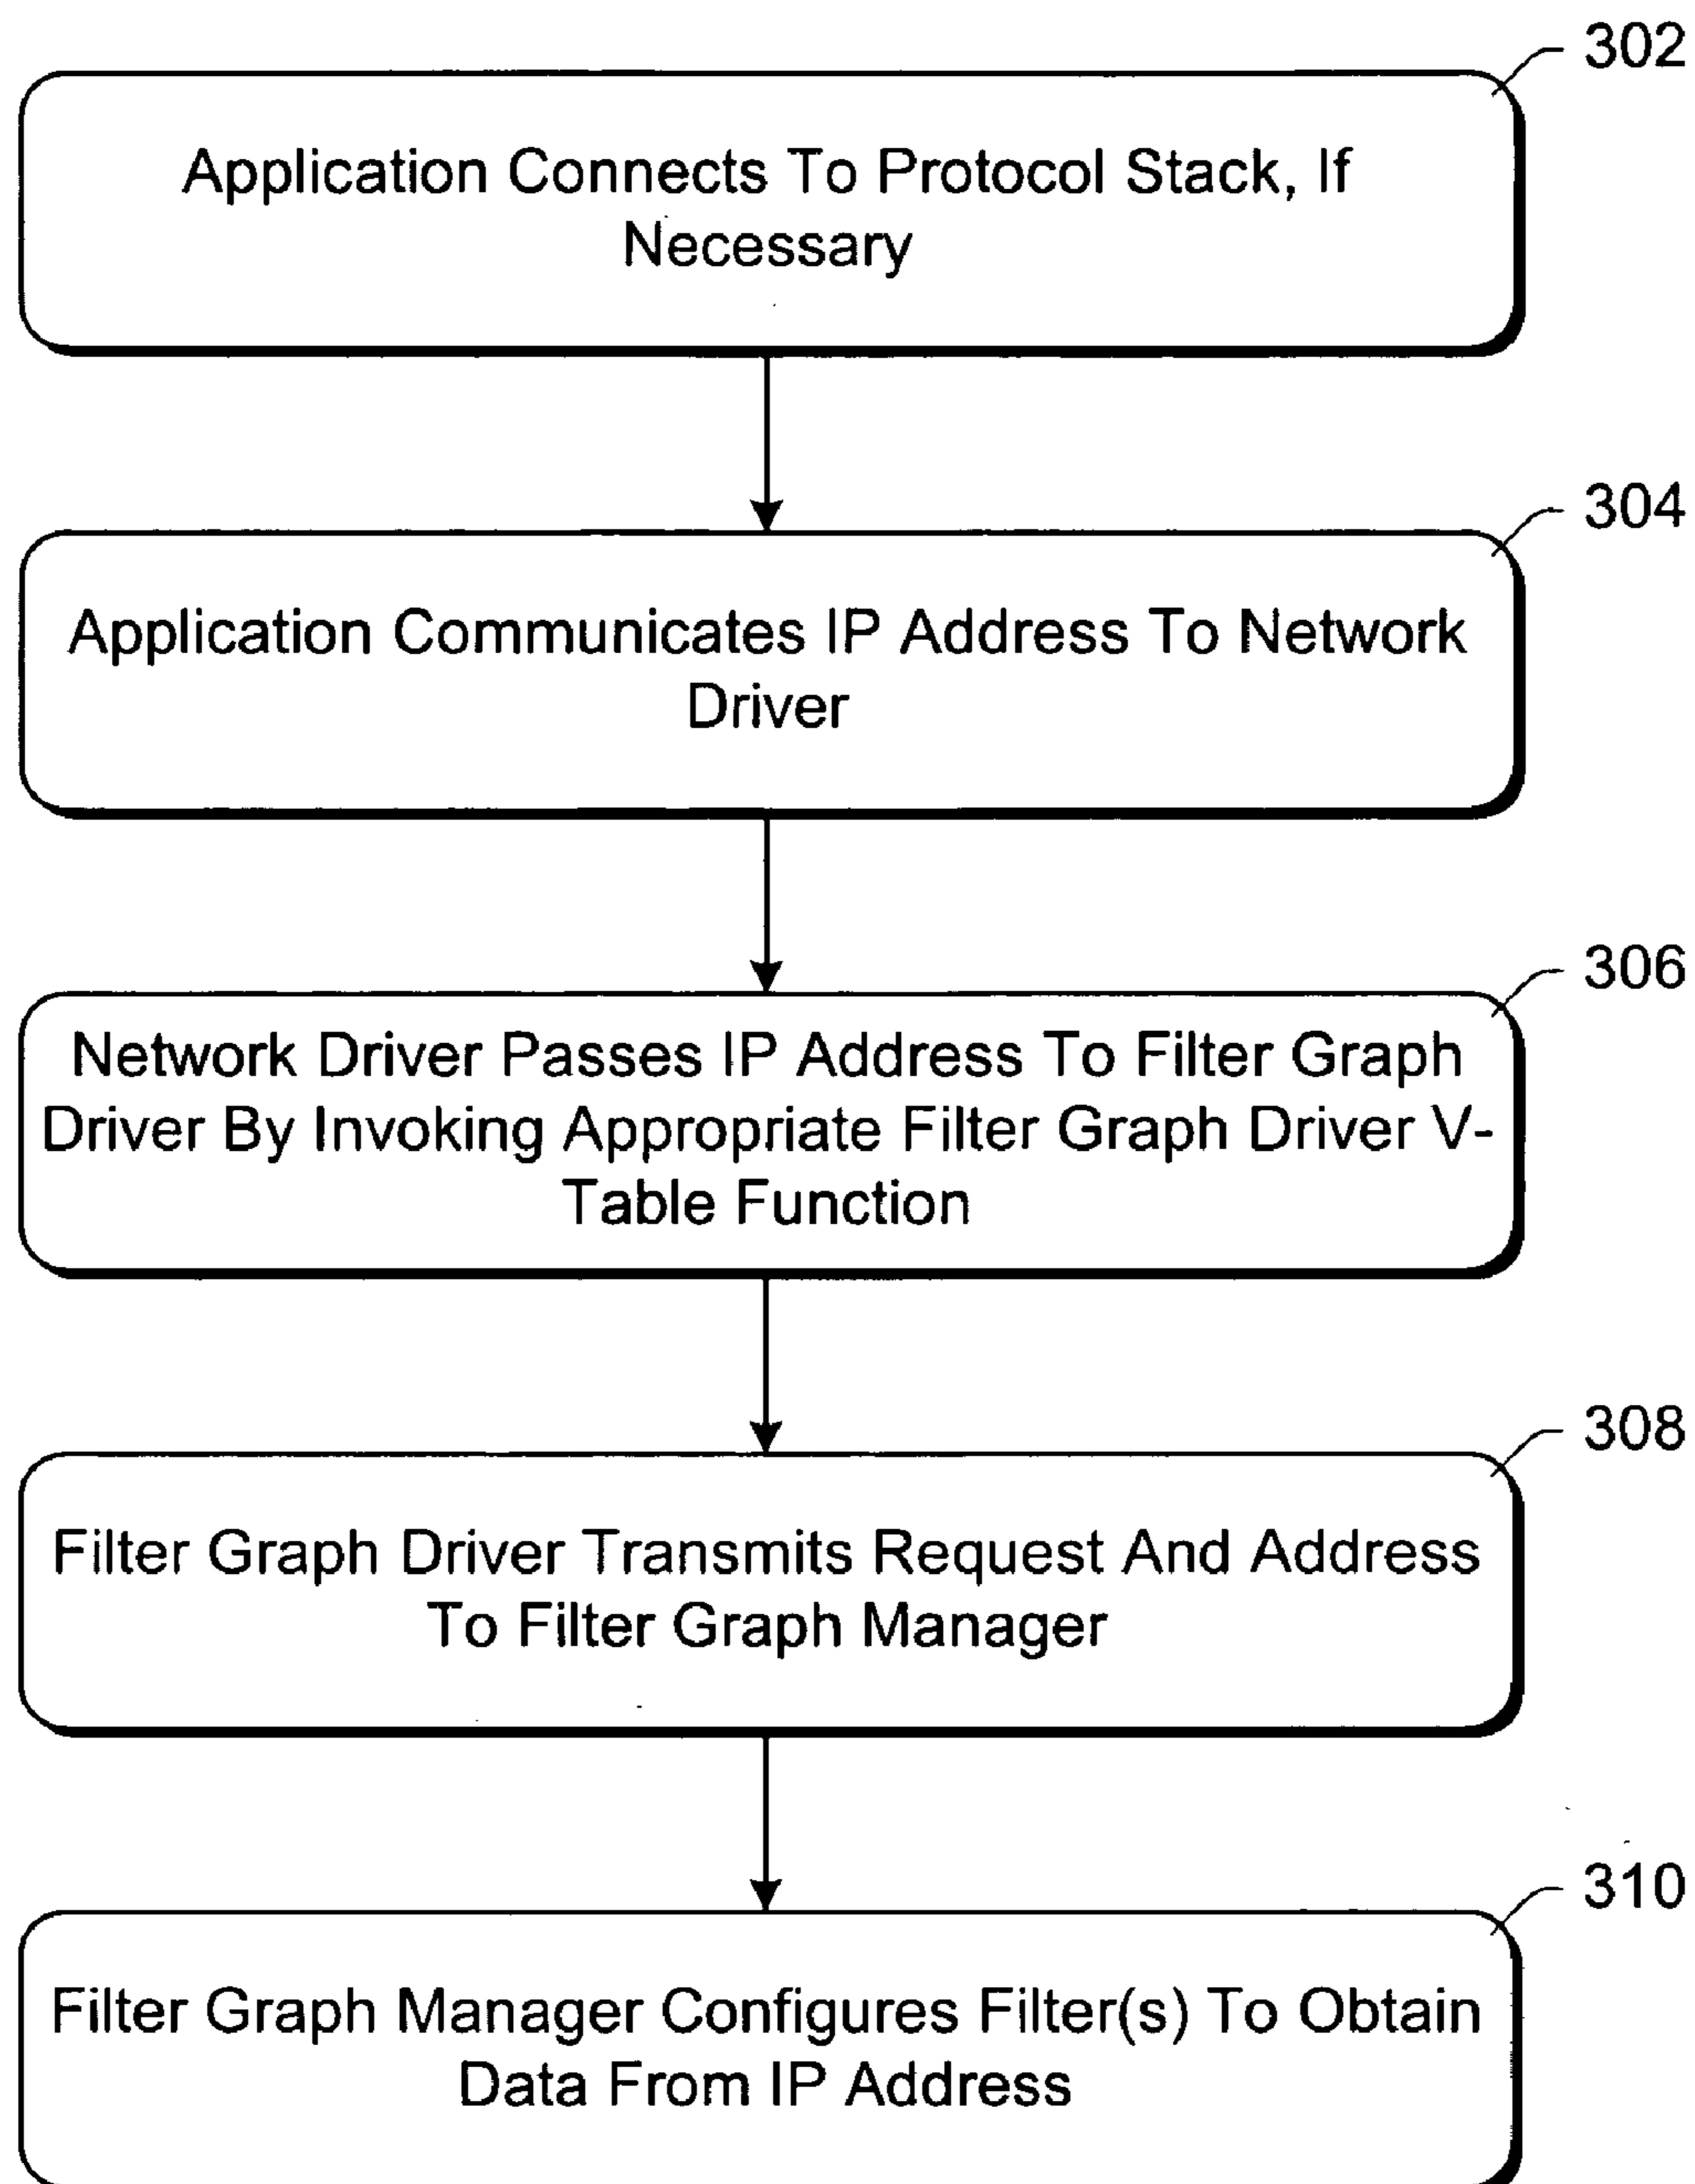 302
Application Connects To Protocol Stack, If
Necessary
304
Application Communicates IP Address To Network
Driver
306
Network Driver Passes IP Address To Filter Graph
Driver By Invoking Appropriate Filter Graph Driver V-
Table Function
308
Filter Graph Driver Transmits Request And Address
To Filter Graph Manager
310
Filter Graph Manager Configures Filter(s) To Obtain
Data From IP Address